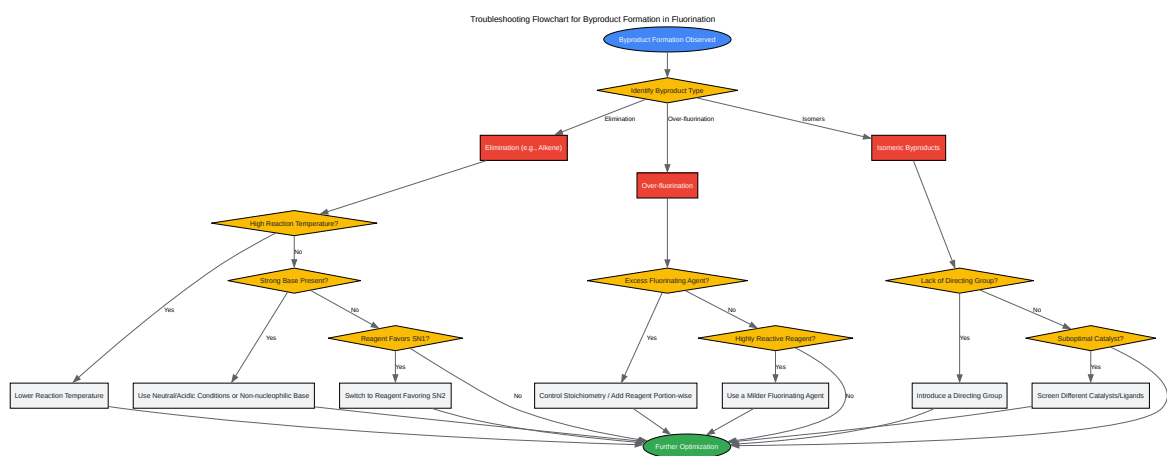 Troubleshooting Flowchart for Byproduct Formation in Fluorination
Byproduct Formation Observed
Identify Byproduct Type
Elimination
Over-fluorination
Isomers
Elimination (e.g., Alkene)
Isomeric Byproducts
Over-fluorination
High Reaction Temperature?
No
Strong Base Present?
Excess Fluorinating Agent?
Lack of Directing Group?
Yes
No
No
No
Yes
Reagent Favors SN1?
Yes
Highly Reactive Reagent?
Yes
Suboptimal Catalyst?
Yes
Yes
Yes
Lower Reaction Temperature
Use Neutral/Acidic Conditions or Non-nucleophilic Base
Switch to Reagent Favoring SN2
No
Control Stoichiometry / Add Reagent Portion-wise
Use a Milder Fluorinating Agent
No
Introduce a Directing Group
Screen Different Catalysts/Ligands
Further Optimization